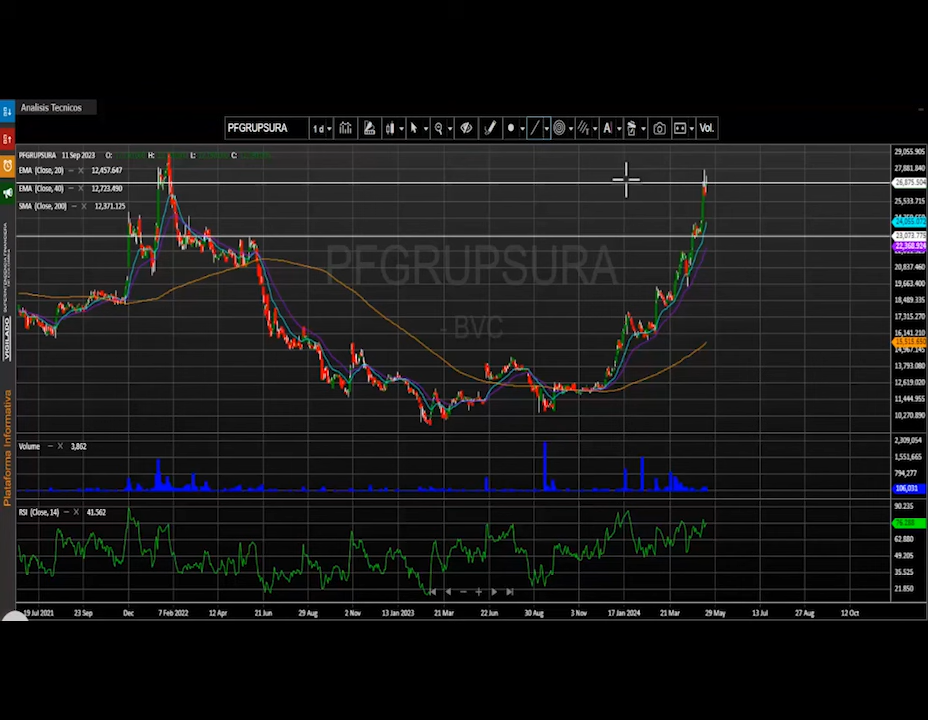 Analisis Tecnicos
PFGRUPSURA
1 d
Vol.
PFGRUPSURA 11 Sep 2023 O: H: L: C:
EMA (Close, 20) 12,457.647
EMA (Close, 40) 12,723.490
SMA (Close, 200) 12,371.125
PFGRUPSURA
BVC
29,055.905
27,881.840
26,875.504
25,533.715
23,073.775
22,368.924
20,837.460
19,663.400
18,489.335
17,315.270
16,141.210
14,967.145
13,793.080
12,619.020
11,444.955
10,270.890
Volume 3,862
2,309,054
1,551,665
794,277
106,031
RSI (Close, 14) 41.562
90.235
62.880
49.205
35.525
21.850
19 Jul 2021
23 Sep
Dec
7 Feb 2022
12 Apr
21 Jun
29 Aug
2 Nov
13 Jan 2023
21 Mar
22 Jun
30 Aug
3 Nov
17 Jan 2024
21 Mar
29 May
13 Jul
27 Aug
12 Oct
VIGILADO
SUPERINTENDENCIA FINANCIERA
Plataforma Informativa